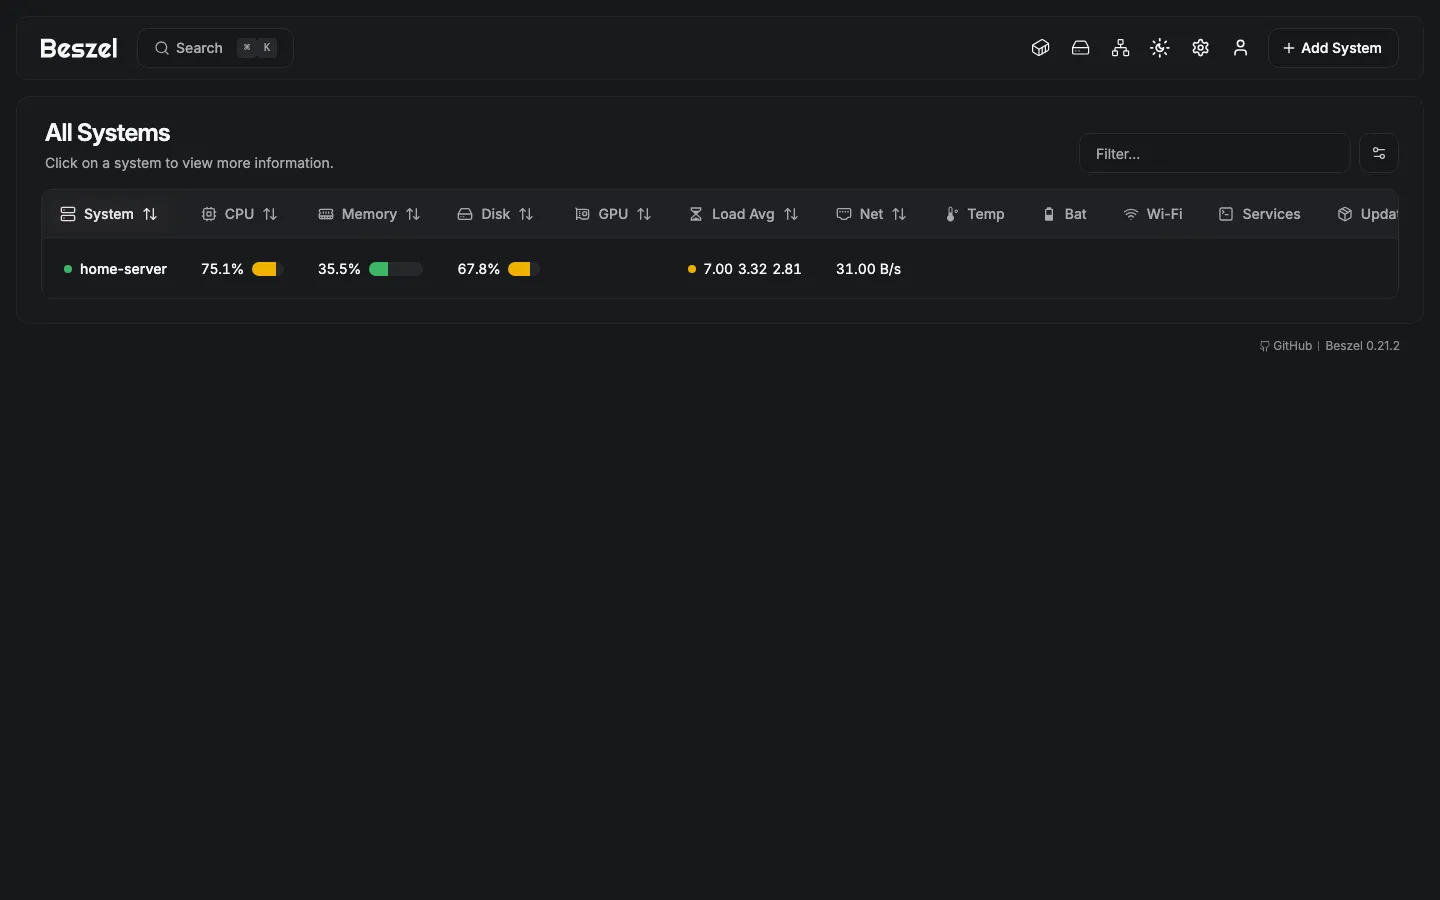 Beszel Search ⌘ K Add System
All Systems
Click on a system to view more information.
Filter...
System CPU Memory Disk GPU Load Avg Net Temp Bat Wi-Fi Services Updat
home-server 75.1% 35.5% 67.8% 7.00 3.32 2.81 31.00 B/s
GitHub | Beszel 0.21.2